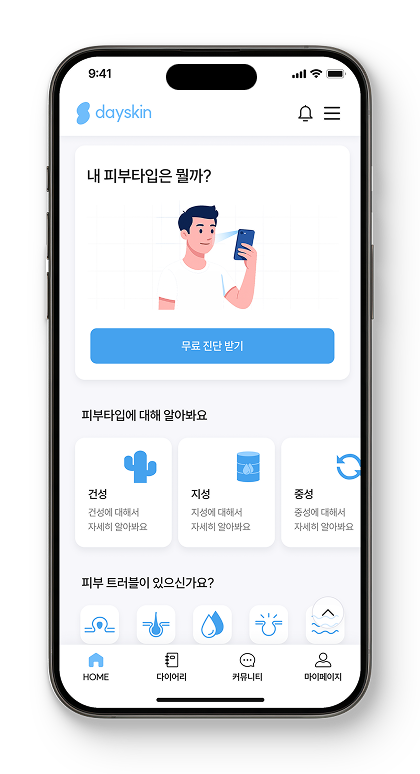 9:41
dayskin
내 피부타입은 뭘까?
무료 진단 받기
피부타입에 대해 알아봐요
건성
건성에 대해서
자세히 알아봐요
지성
지성에 대해서
자세히 알아봐요
중성
중성에 대해서
자세히 알아봐요
피부 트러블이 있으신가요?
HOME
다이어리
커뮤니티
마이페이지